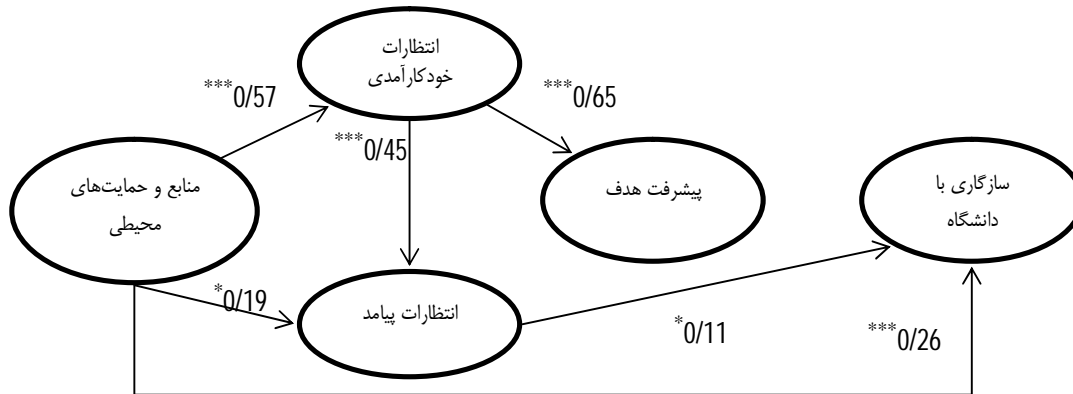 انتظارات
خودکارآمدی
***0/57
***0/65
***0/45
منابع و حمایت‌های
محیطی
پیشرفت هدف
سازگاری با
دانشگاه
*0/19
انتظارات پیامد
*0/11
***0/26